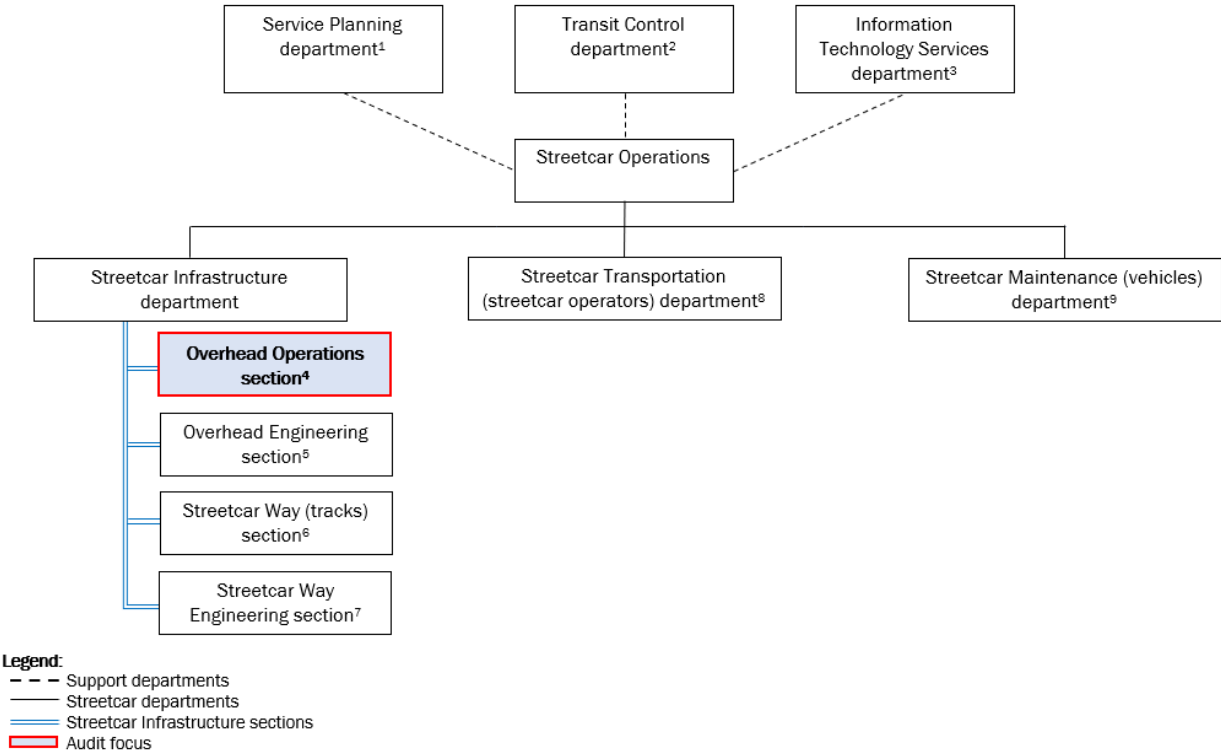 Service Planning
department¹
Transit Control
department²
Information
Technology Services
department³
Streetcar Operations
Streetcar Infrastructure
department
Streetcar Transportation
(streetcar operators) department⁸
Streetcar Maintenance (vehicles)
department⁹
Overhead Operations
section⁴
Overhead Engineering
section⁵
Streetcar Way (tracks)
section⁶
Streetcar Way
Engineering section⁷
Legend:
Support departments
Streetcar departments
Streetcar Infrastructure sections
Audit focus